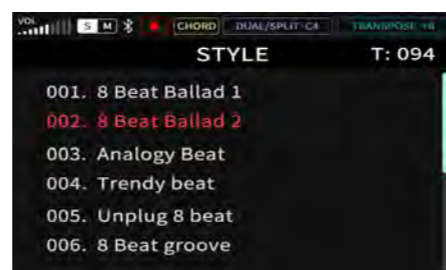 VOL S M CHORD DUAL/SPLIT C4 TRANSPOSE +6
STYLE T: 094
001. 8 Beat Ballad 1
002. 8 Beat Ballad 2
003. Analogy Beat
004. Trendy beat
005. Unplug 8 beat
006. 8 Beat groove